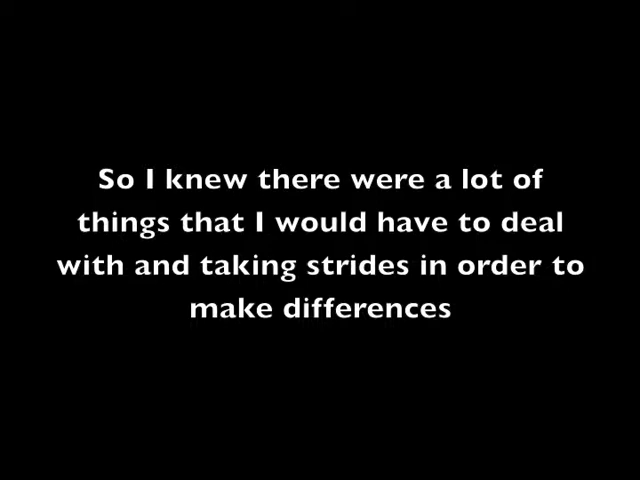 So I knew there were a lot of
things that I would have to deal
with and taking strides in order to
make differences